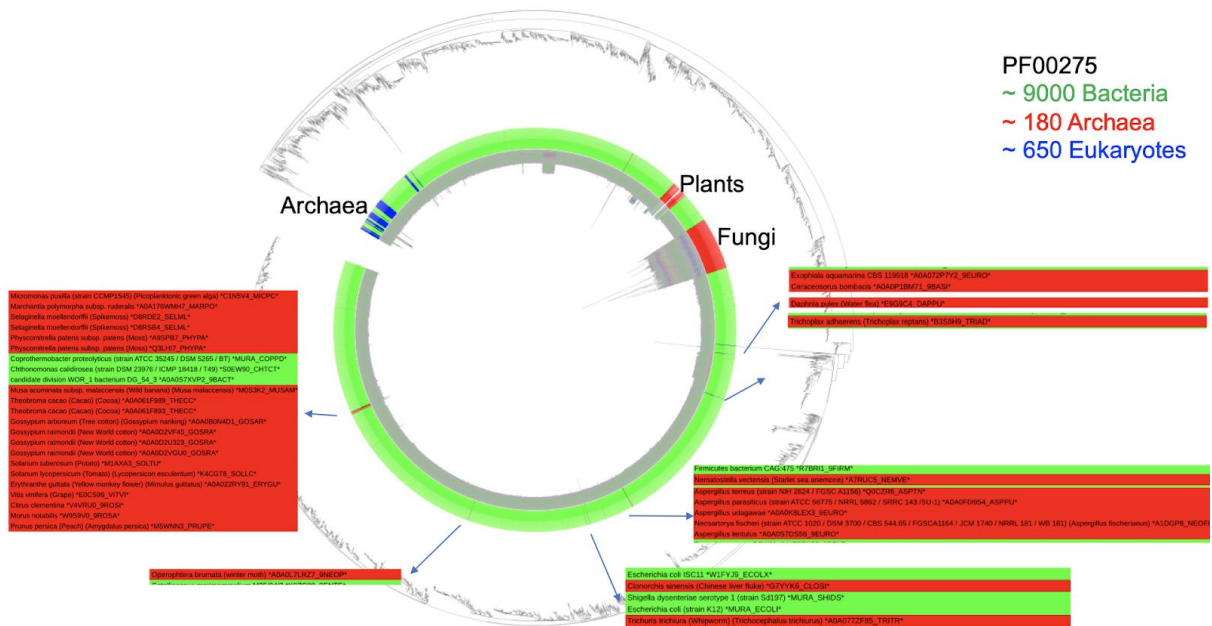 PF00275
~ 9000 Bacteria
~ 180 Archaea
~ 650 Eukaryotes
Plants
Archaea
Fungi
Exophiala aquamarina CBS 119918 *A0A072P7Y2_9EURO*
Ceraceosorus bombacis *A0A0P1BM71_9BASI*
Daphnia pulex (Water flea) *E9G9C4_DAPPU*
Trichoplax adhaerens (Trichoplax reptans) *B3S8H9_TRIAD*
Micromonas pusilla (strain CCMP1545) (Picoplanktonic green alga) *C1N5V4_MICPC*
Marchantia polymorpha subsp. ruderalis *A0A176WMH7_MARPO*
Selaginella moellendorffii (Spikemoss) *D8RDE2_SELML*
Selaginella moellendorffii (Spikemoss) *D8RSB4_SELML*
Physcomitrella patens subsp. patens (Moss) *A9SPB7_PHYPA*
Physcomitrella patens subsp. patens (Moss) *Q3LHI7_PHYPA*
Coprothermobacter proteolyticus (strain ATCC 35245 / DSM 5265 / BT) *MURA_COPPD*
Chthonomonas calidirosea (strain DSM 23976 / ICMP 18418 / T49) *S0EW90_CHTCT*
candidate division WOR_1 bacterium DG_54_3 *A0A0S7XVP2_9BACT*
Musa acuminata subsp. malaccensis (Wild banana) (Musa malaccensis) *M0S3K2_MUSAM*
Theobroma cacao (Cacao) (Cocoa) *A0A061F989_THECC*
Theobroma cacao (Cacao) (Cocoa) *A0A061F893_THECC*
Gossypium arboreum (Tree cotton) (Gossypium nanking) *A0A0B0N4D1_GOSAR*
Gossypium raimondii (New World cotton) *A0A0D2VF45_GOSRA*
Gossypium raimondii (New World cotton) *A0A0D2U323_GOSRA*
Gossypium raimondii (New World cotton) *A0A0D2VGU0_GOSRA*
Solanum tuberosum (Potato) *M1AXA3_SOLTU*
Solanum lycopersicum (Tomato) (Lycopersicon esculentum) *K4CGT8_SOLLC*
Erythranthe guttata (Yellow monkey flower) (Mimulus guttatus) *A0A022RY91_ERYGU*
Vitis vinifera (Grape) *E0CS99_VITVI*
Citrus clementina *V4VRU0_9ROSI*
Morus notabilis *W9S9V0_9ROSA*
Prunus persica (Peach) (Amygdalus persica) *M5WNN3_PRUPE*
Firmicutes bacterium CAG:475 *R7BRI1_9FIRM*
Nematostella vectensis (Starlet sea anemone) *A7RUC5_NEMVE*
Aspergillus terreus (strain NIH 2624 / FGSC A1156) *Q0CZR6_ASPTN*
Aspergillus parasiticus (strain ATCC 56775 / NRRL 5862 / SRRC 143 /SU-1) *A0A0F0I954_ASPPU*
Aspergillus udagawae *A0A0K8LEX3_9EURO*
Neosartorya fischeri (strain ATCC 1020 / DSM 3700 / CBS 544.65 / FGSCA1164 / JCM 1740 / NRRL 181 / WB 181) (Aspergillus fischerianus) *A1DGP8_NEOFI
Aspergillus lentulus *A0A0S7DS56_9EURO*
Operophtera brumata (winter moth) *A0A0L7LRZ7_9NEOP*
Escherichia coli ISC11 *W1FYJ9_ECOLX*
Clonorchis sinensis (Chinese liver fluke) *G7YYK6_CLOSI*
Shigella dysenteriae serotype 1 (strain Sd197) *MURA_SHIDS*
Escherichia coli (strain K12) *MURA_ECOLI*
Trichuris trichiura (Whipworm) (Trichocephalus trichiurus) *A0A077ZF85_TRITR*